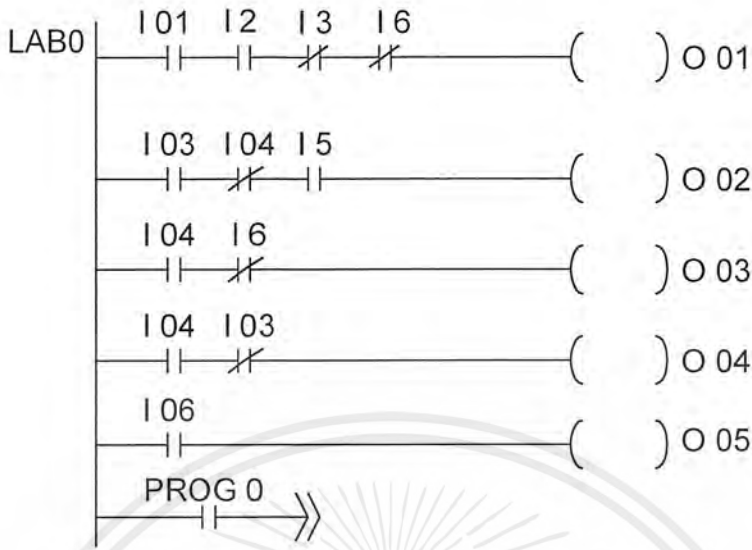 I 01 I 2 I 3 I 6
LAB0
O 01
I 03 I 04 I 5
O 02
I 04 I 6
O 03
I 04 I 03
O 04
I 06
O 05
PROG 0